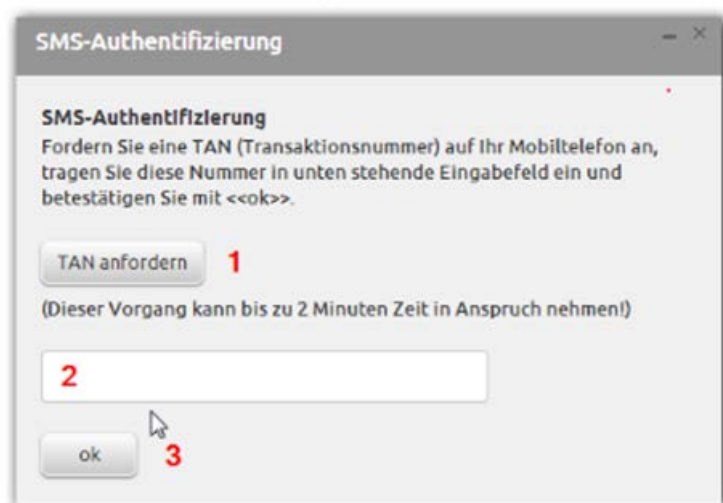 SMS-Authentifizierung
SMS-Authentifizierung
Fordern Sie eine TAN (Transaktionsnummer) auf Ihr Mobiltelefon an,
tragen Sie diese Nummer in unten stehende Eingabefeld ein und
betestätigen Sie mit <<ok>>.
TAN anfordern 1
(Dieser Vorgang kann bis zu 2 Minuten Zeit in Anspruch nehmen!)
2
ok 3